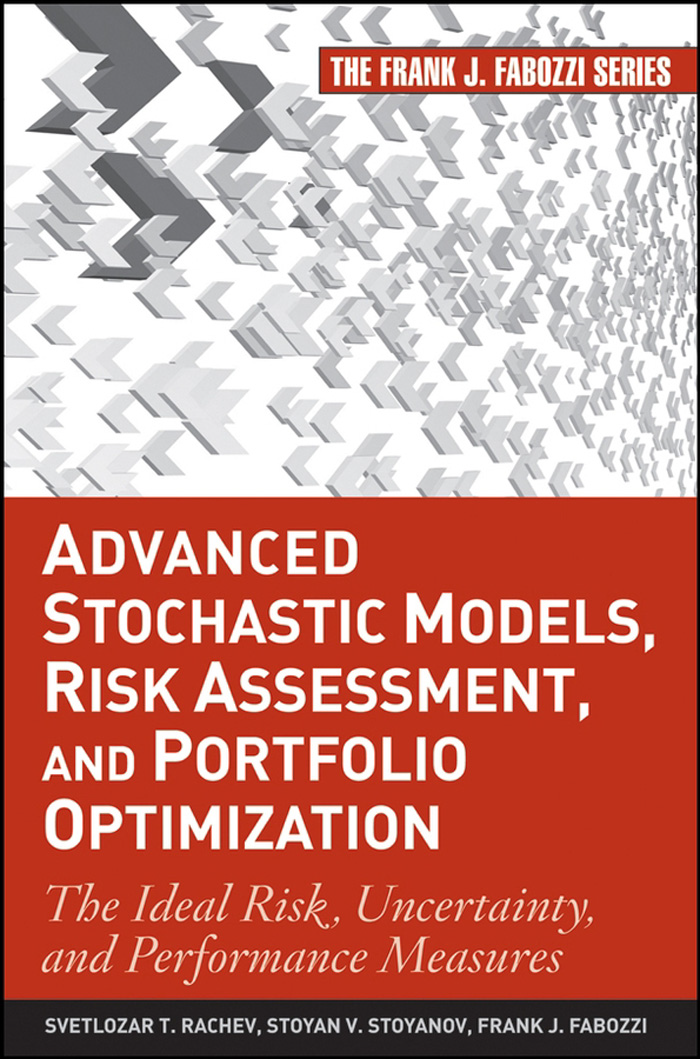 THE FRANK J. FABOZZI SERIES
ADVANCED
STOCHASTIC MODELS,
RISK ASSESSMENT,
AND PORTFOLIO
OPTIMIZATION
The Ideal Risk, Uncertainty,
and Performance Measures
SVETLOZAR T. RACHEV, STOYAN V. STOYANOV, FRANK J. FABOZZI